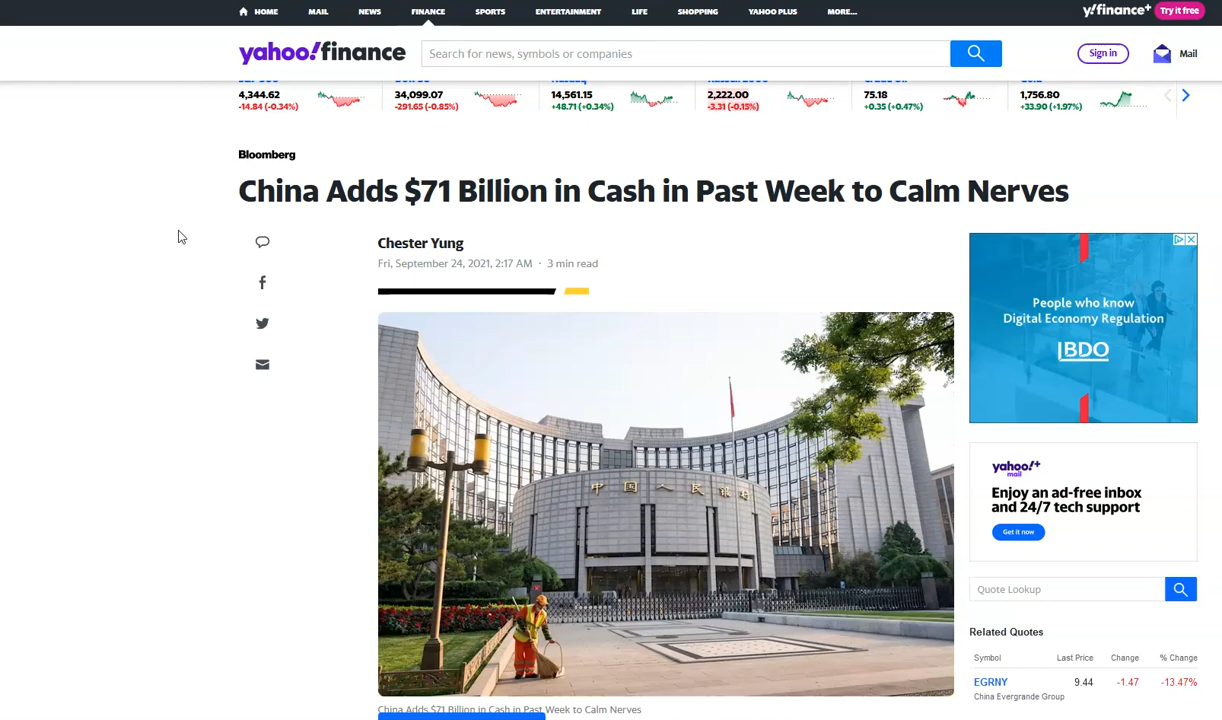 HOME MAIL NEWS FINANCE SPORTS ENTERTAINMENT LIFE SHOPPING YAHOO PLUS MORE... y!finance+ Try it free
yahoo!finance Search for news, symbols or companies Sign in Mail
4,344.62 34,099.07 14,561.15 2,222.00 75.18 1,756.80
-14.84 (-0.34%) -291.65 (-0.85%) +48.71 (+0.34%) -3.31 (-0.15%) +0.35 (+0.47%) +33.90 (+1.97%)
Bloomberg
China Adds $71 Billion in Cash in Past Week to Calm Nerves
Chester Yung
Fri, September 24, 2021, 2:17 AM · 3 min read
中国人民银行
China Adds $71 Billion in Cash in Past Week to Calm Nerves
People who know
Digital Economy Regulation
BDO
yahoo!+
mail
Enjoy an ad-free inbox
and 24/7 tech support
Get it now
Quote Lookup
Related Quotes
Symbol Last Price Change % Change
EGRNY 9.44 -1.47 -13.47%
China Evergrande Group